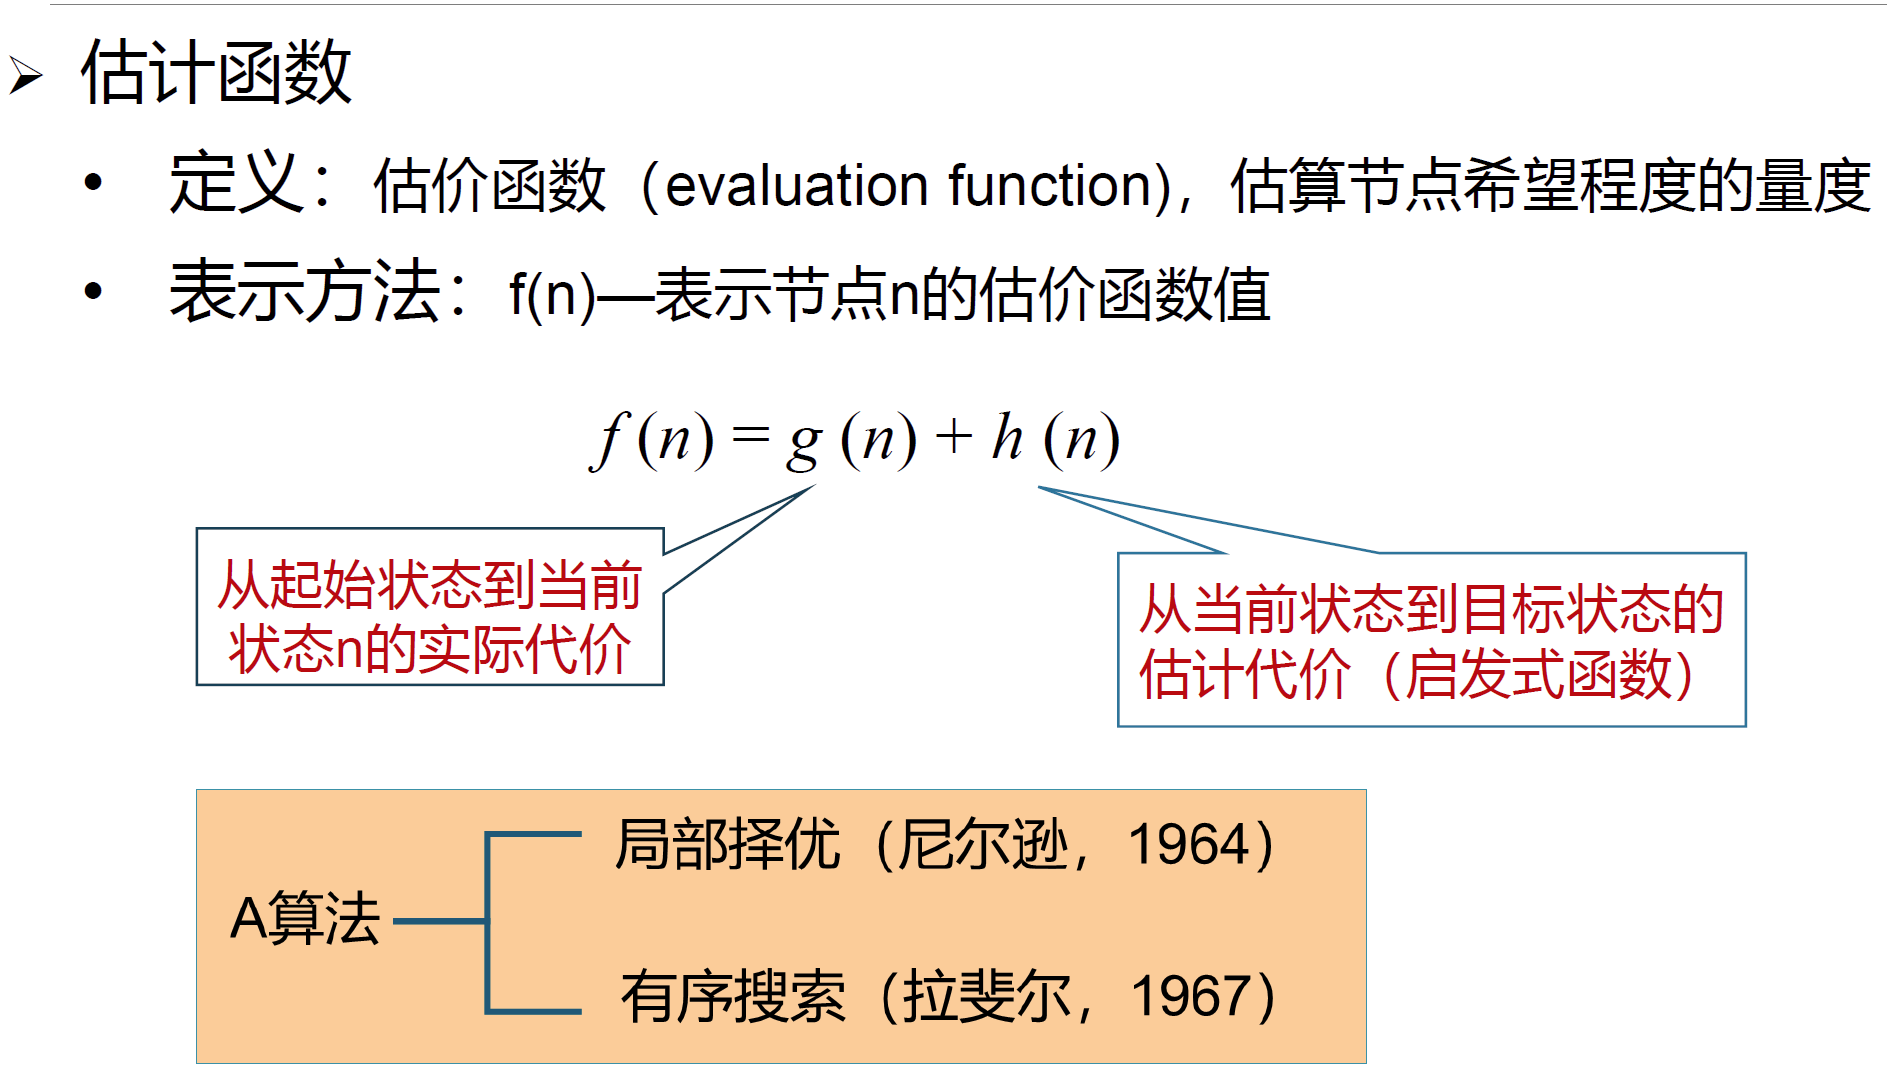 估计函数
定义：估价函数（evaluation function)，估算节点希望程度的量度
表示方法：f(n)—表示节点n的估价函数值
f (n) = g (n) + h (n)
从起始状态到当前
状态n的实际代价
从当前状态到目标状态的
估计代价（启发式函数）
局部择优（尼尔逊，1964）
A算法
有序搜索（拉斐尔，1967）